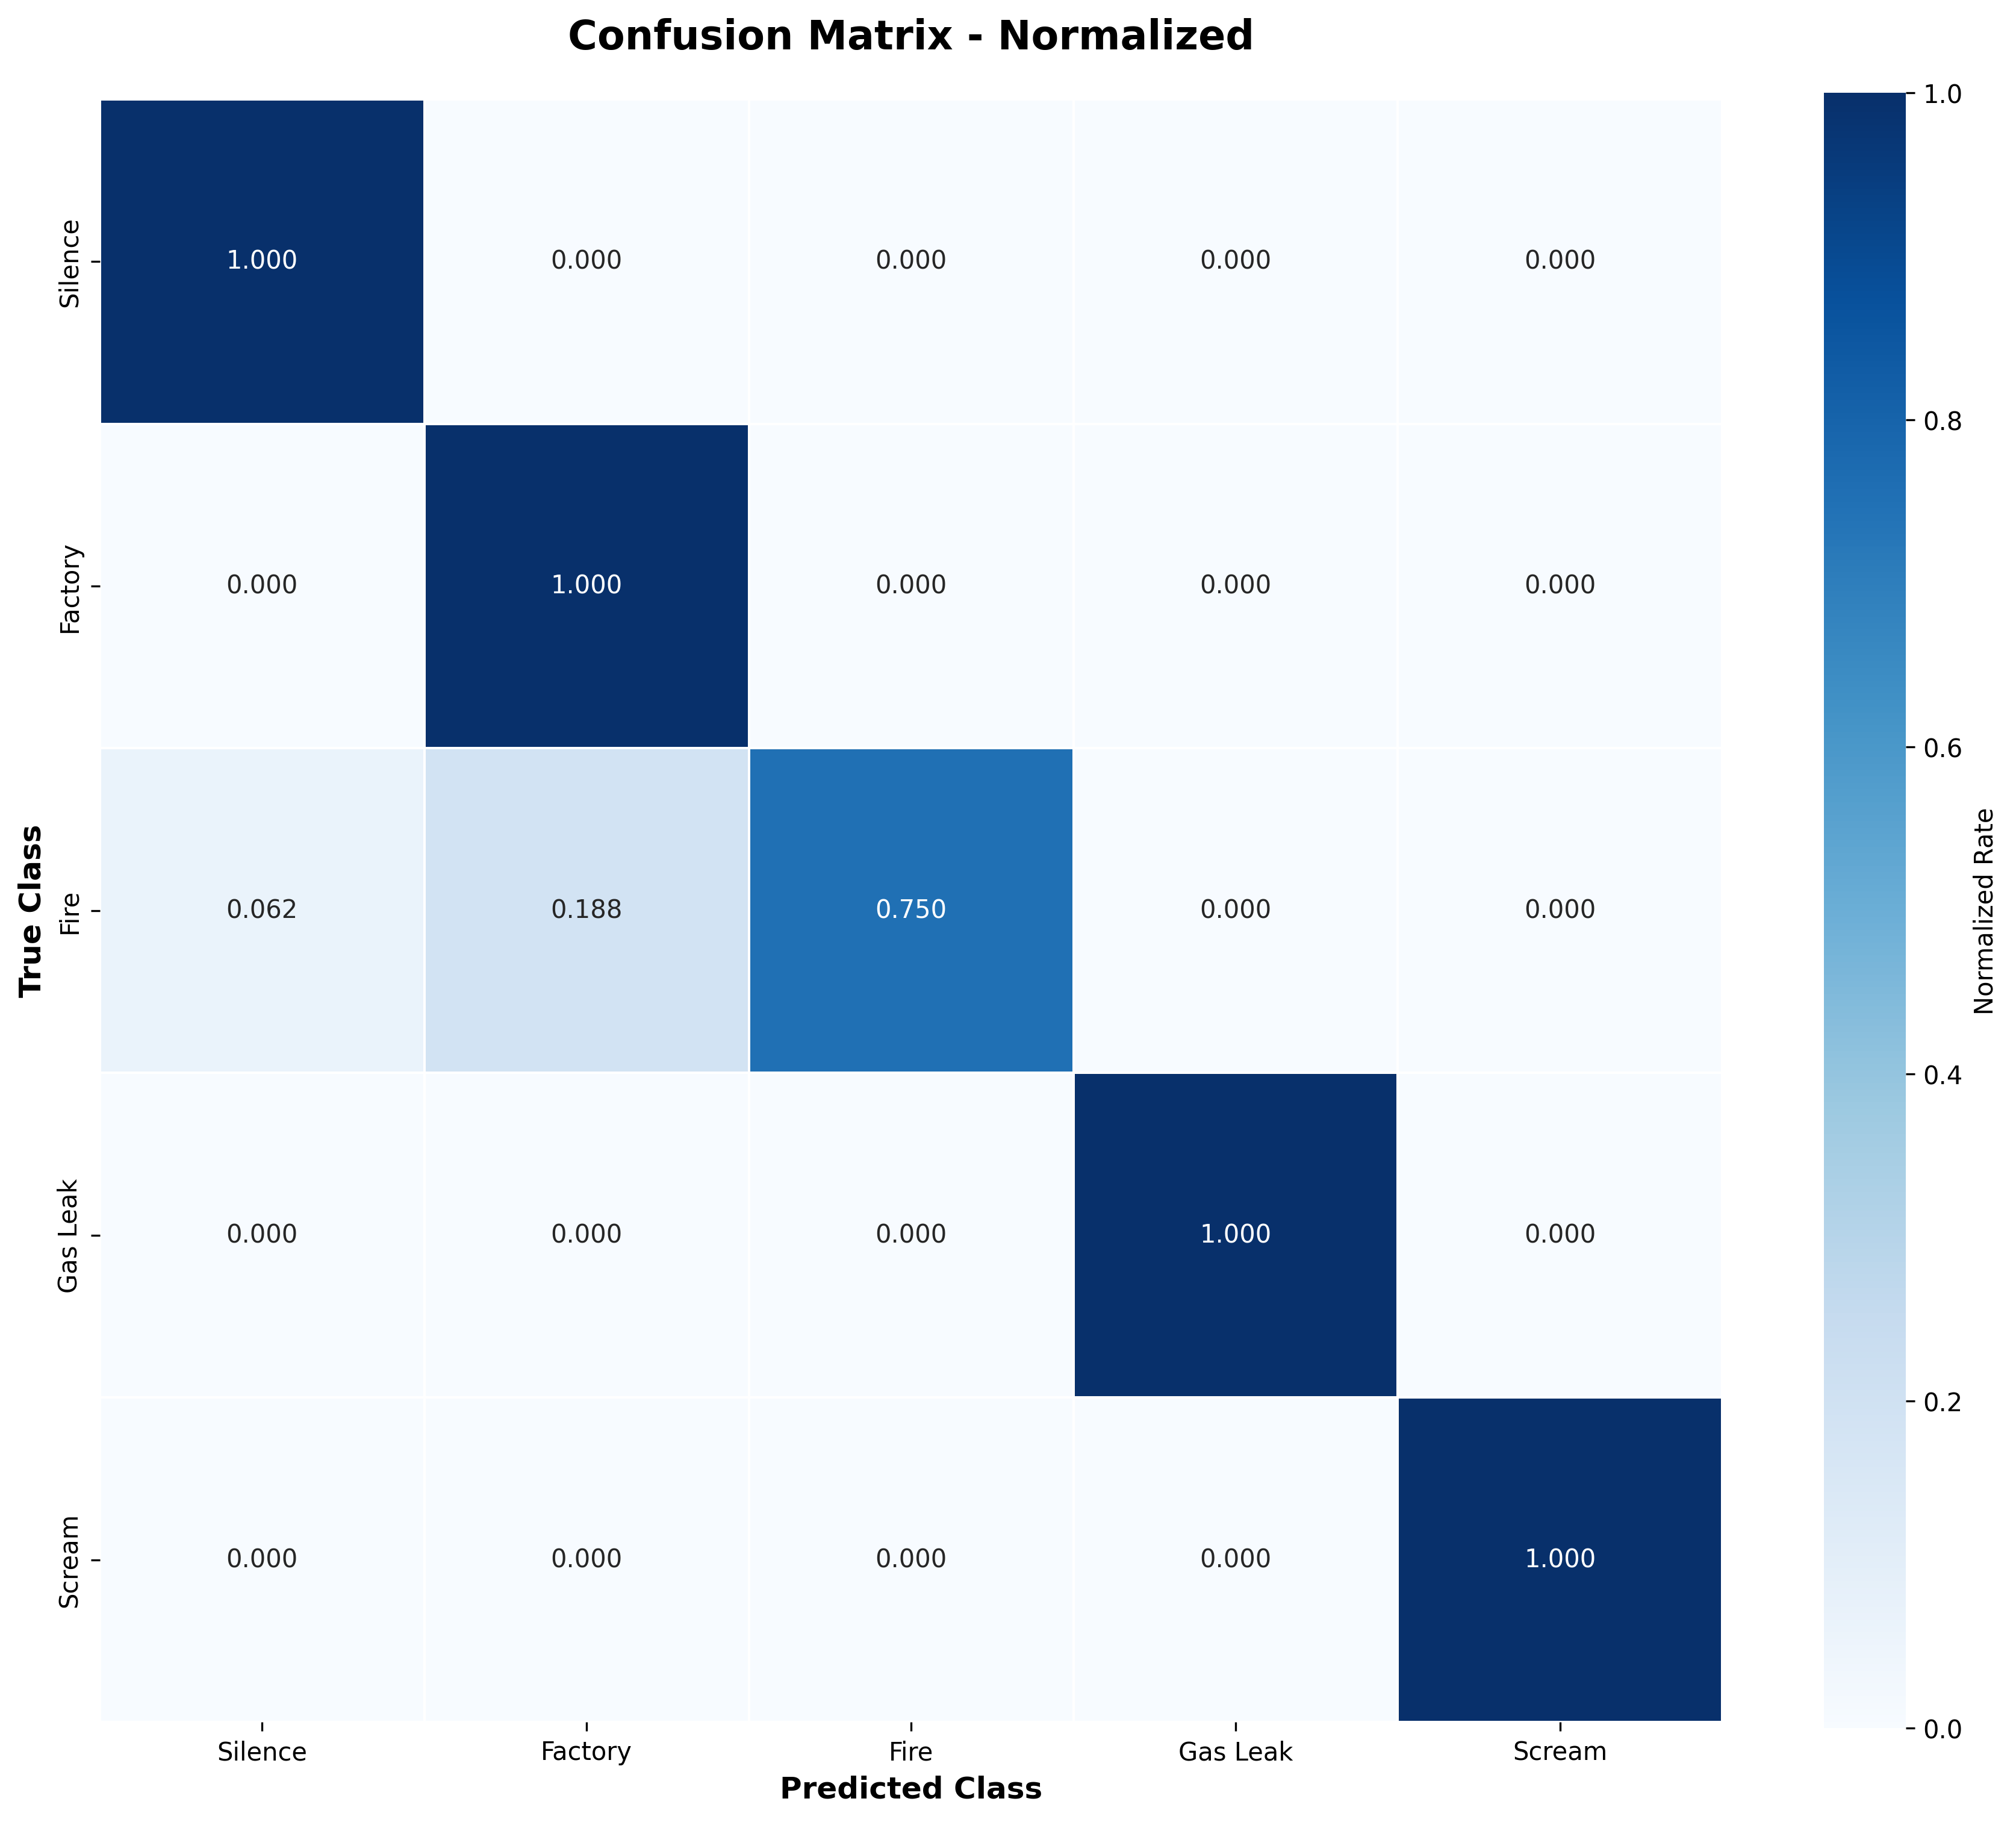 Confusion Matrix - Normalized
1.0
Silence
1.000 0.000 0.000 0.000 0.000
0.8
Factory
0.000 1.000 0.000 0.000 0.000
0.6
True Class
Fire
0.062 0.188 0.750 0.000 0.000
Normalized Rate
0.4
Gas Leak
0.000 0.000 0.000 1.000 0.000
0.2
Scream
0.000 0.000 0.000 0.000 1.000
0.0
Silence Factory Fire Gas Leak Scream
Predicted Class